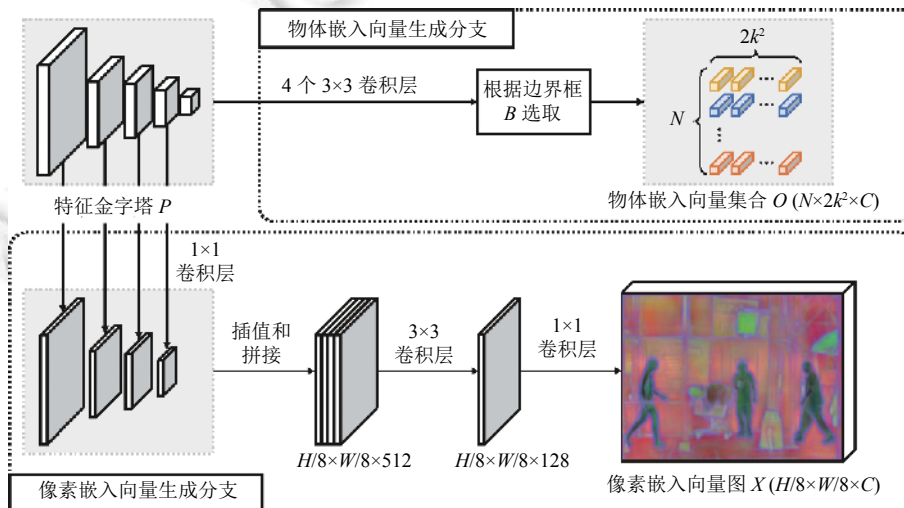 物体嵌入向量生成分支
4 个 3×3 卷积层
根据边界框
B 选取
2k²
N
物体嵌入向量集合 O (N×2k²×C)
特征金字塔 P
1×1
卷积层
插值和
拼接
3×3
卷积层
1×1
卷积层
H/8×W/8×512
H/8×W/8×128
像素嵌入向量图 X (H/8×W/8×C)
像素嵌入向量生成分支